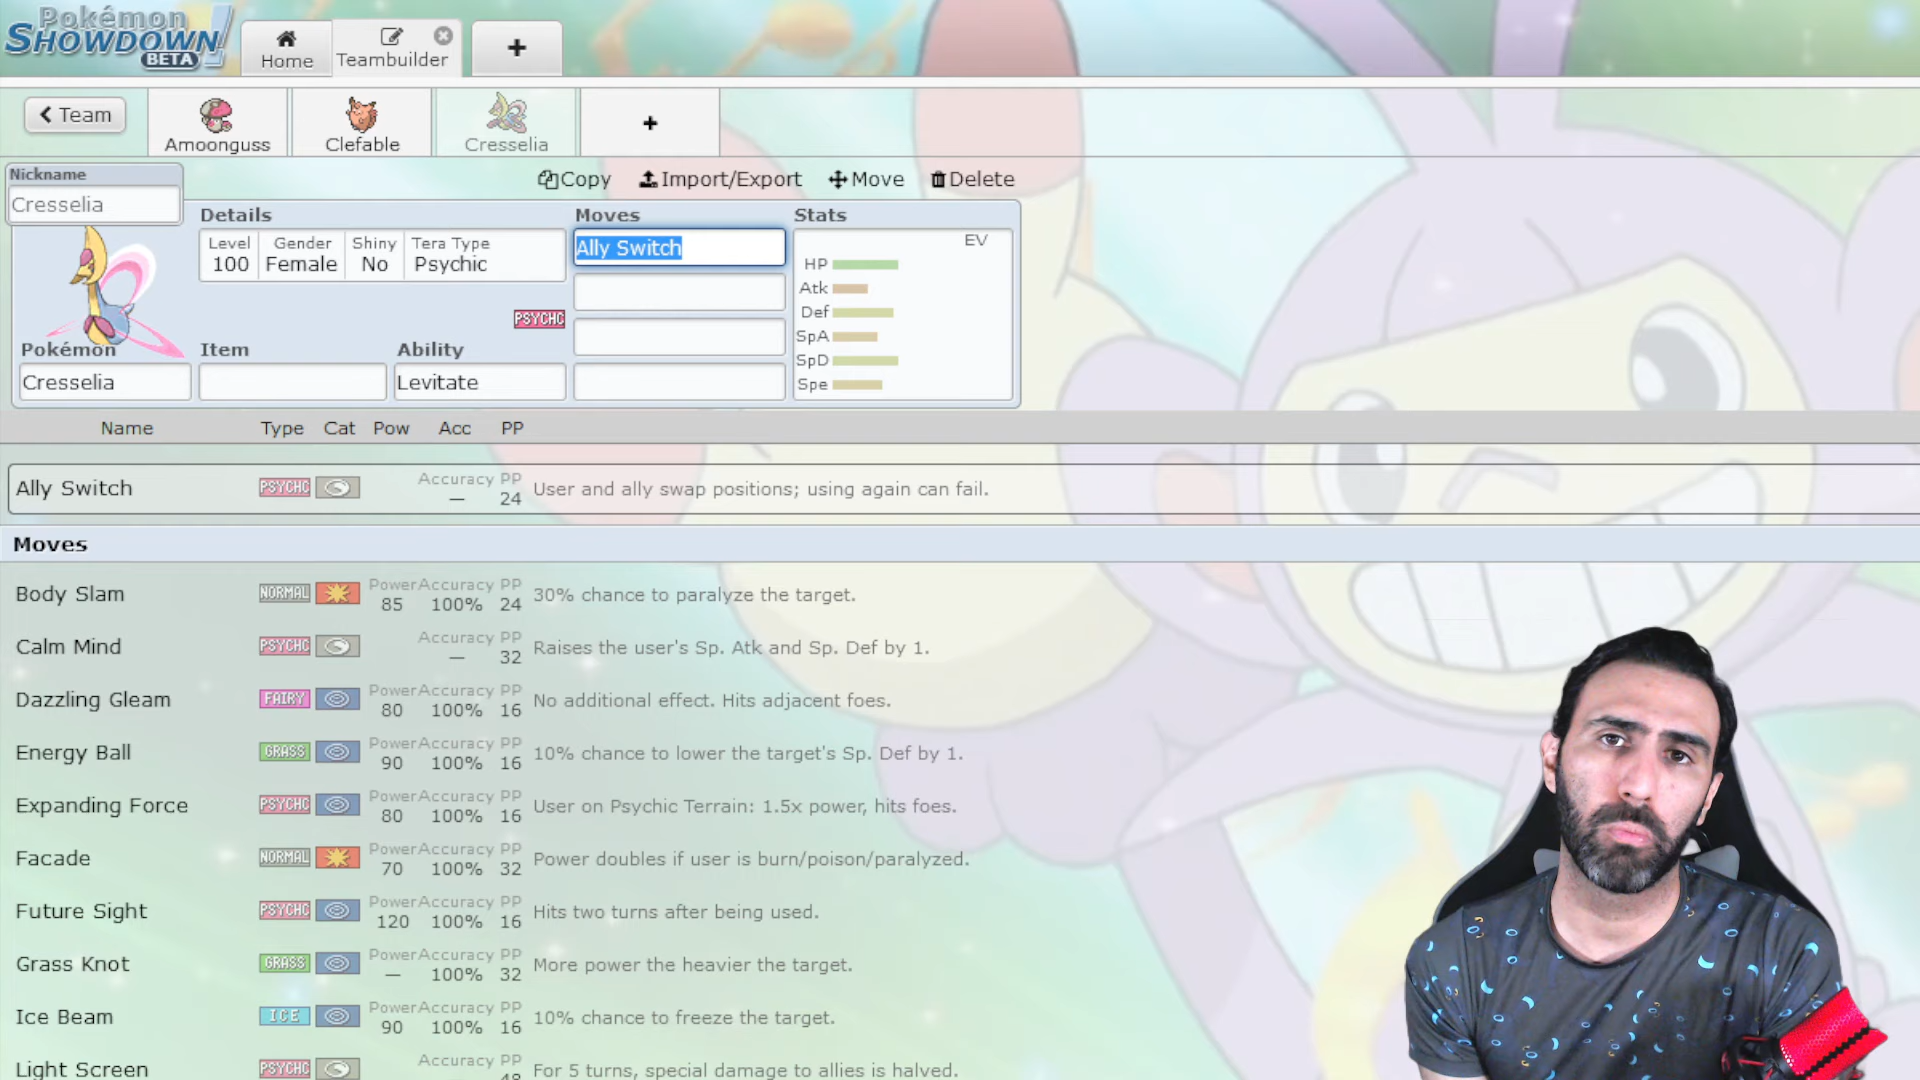 Pokémon
SHOWDOWN!
BETA
Home
Teambuilder
+
Team
Amoonguss
Clefable
Cresselia
+
Nickname
Cresselia
Copy
Import/Export
Move
Delete
Details
Level
100
Gender
Female
Shiny
No
Tera Type
Psychic
PSYCHC
Pokémon
Cresselia
Item
Ability
Levitate
Moves
Ally Switch
Stats
EV
HP
Atk
Def
SpA
SpD
Spe
Name Type Cat Pow Acc PP
Ally Switch PSYCHC Accuracy — PP 24 User and ally swap positions; using again can fail.
Moves
Body Slam NORMAL Power 85 Accuracy 100% PP 24 30% chance to paralyze the target.
Calm Mind PSYCHC Accuracy — PP 32 Raises the user's Sp. Atk and Sp. Def by 1.
Dazzling Gleam FAIRY Power 80 Accuracy 100% PP 16 No additional effect. Hits adjacent foes.
Energy Ball GRASS Power 90 Accuracy 100% PP 16 10% chance to lower the target's Sp. Def by 1.
Expanding Force PSYCHC Power 80 Accuracy 100% PP 16 User on Psychic Terrain: 1.5x power, hits foes.
Facade NORMAL Power 70 Accuracy 100% PP 32 Power doubles if user is burn/poison/paralyzed.
Future Sight PSYCHC Power 120 Accuracy 100% PP 16 Hits two turns after being used.
Grass Knot GRASS Power — Accuracy 100% PP 32 More power the heavier the target.
Ice Beam ICE Power 90 Accuracy 100% PP 16 10% chance to freeze the target.
Light Screen PSYCHC Accuracy PP 48 For 5 turns, special damage to allies is halved.